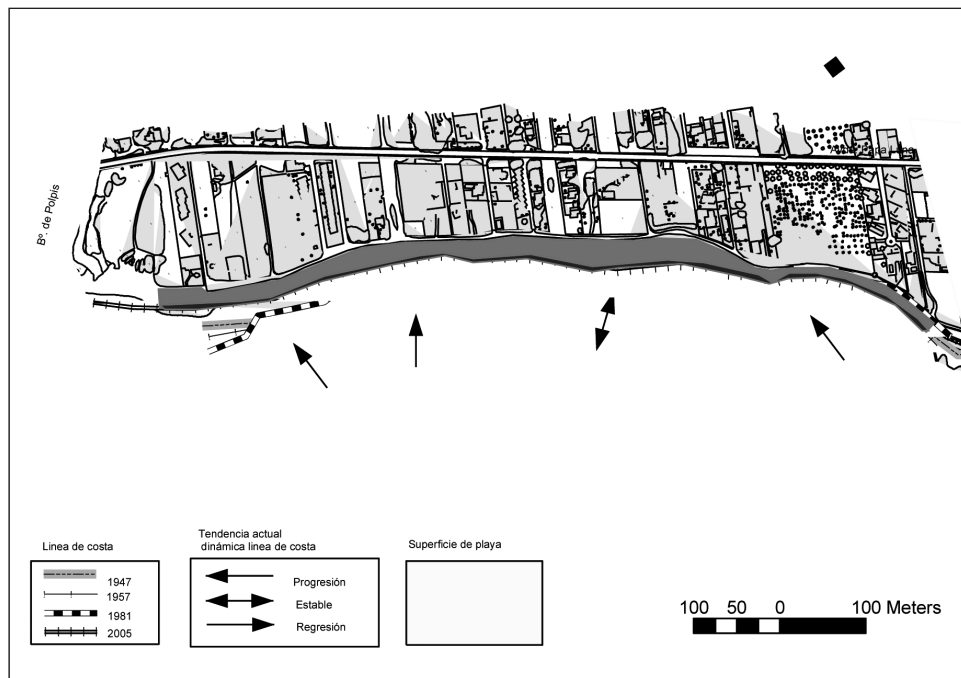 Bº. de Polpis
Linea de costa
1947
1957
1981
2005
Tendencia actual
dinámica linea de costa
Progresión
Estable
Regresión
Superficie de playa
100 50 0 100 Meters